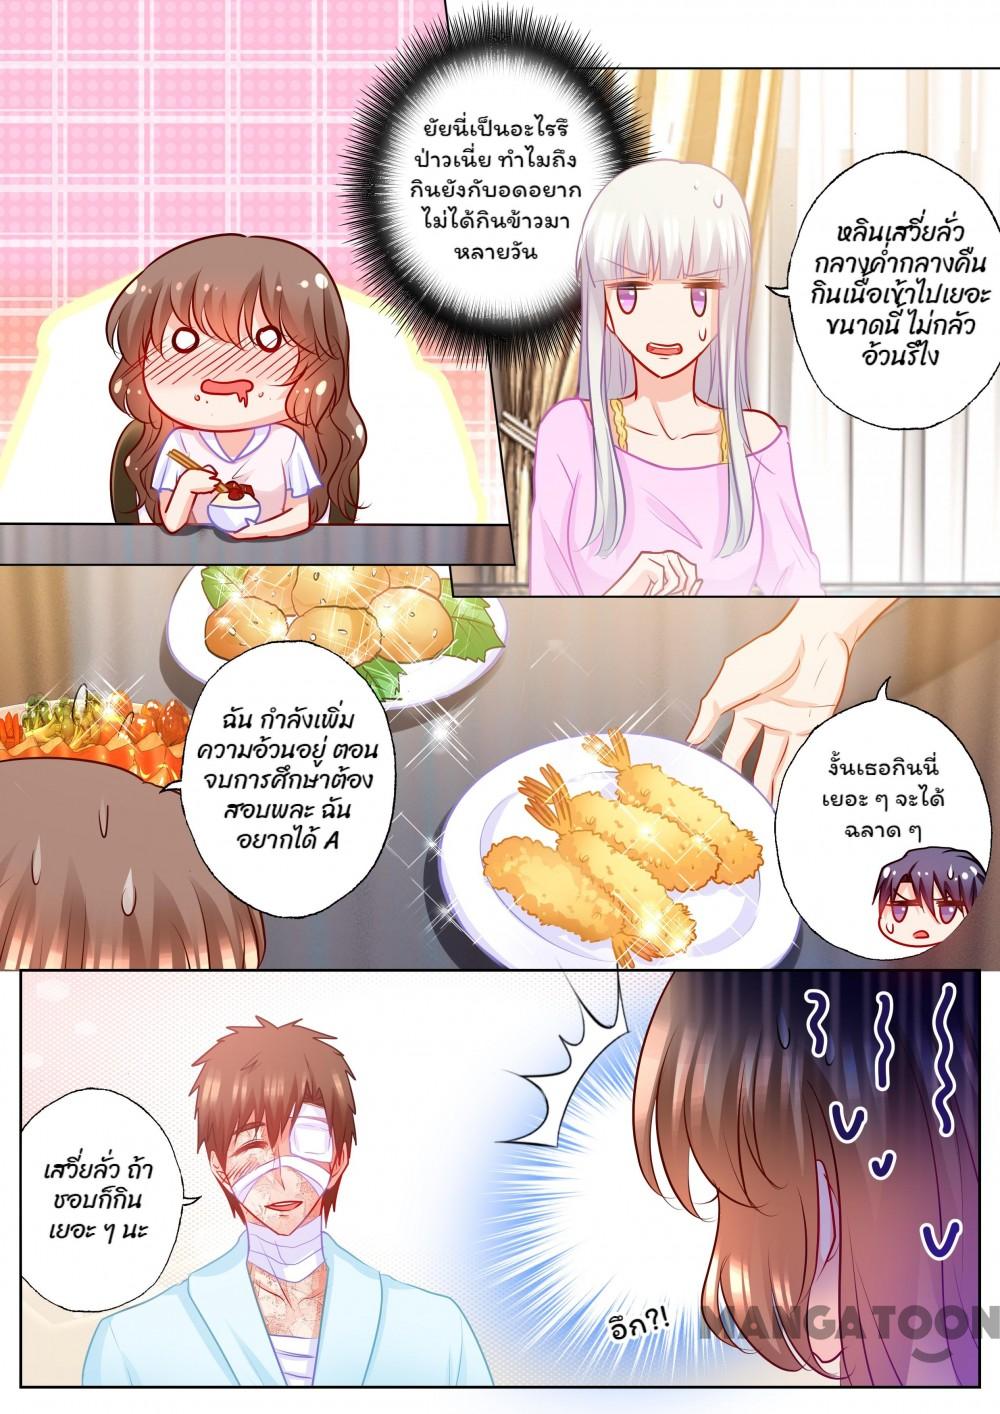 ยัยนี่เป็นอะไรรึ
ป่าวเนี่ย ทำไมถึง
กินยังกับอดอยาก
ไม่ได้กินข้าวมา
หลายวัน
หลินเสวี่ยลั่ว
กลางค่ำกลางคืน
กินเนื้อเข้าไปเยอะ
ขนาดนี้ ไม่กลัว
อ้วนรึไง
ฉัน กำลังเพิ่ม
ความอ้วนอยู่ ตอน
จบการศึกษาต้อง
สอบพละ ฉัน
อยากได้ A
งั้นเธอกินนี่
เยอะ ๆ จะได้
ฉลาด ๆ
เสวี่ยลั่ว ถ้า
ชอบก็กิน
เยอะ ๆ นะ
อึก?!
MANGATOON